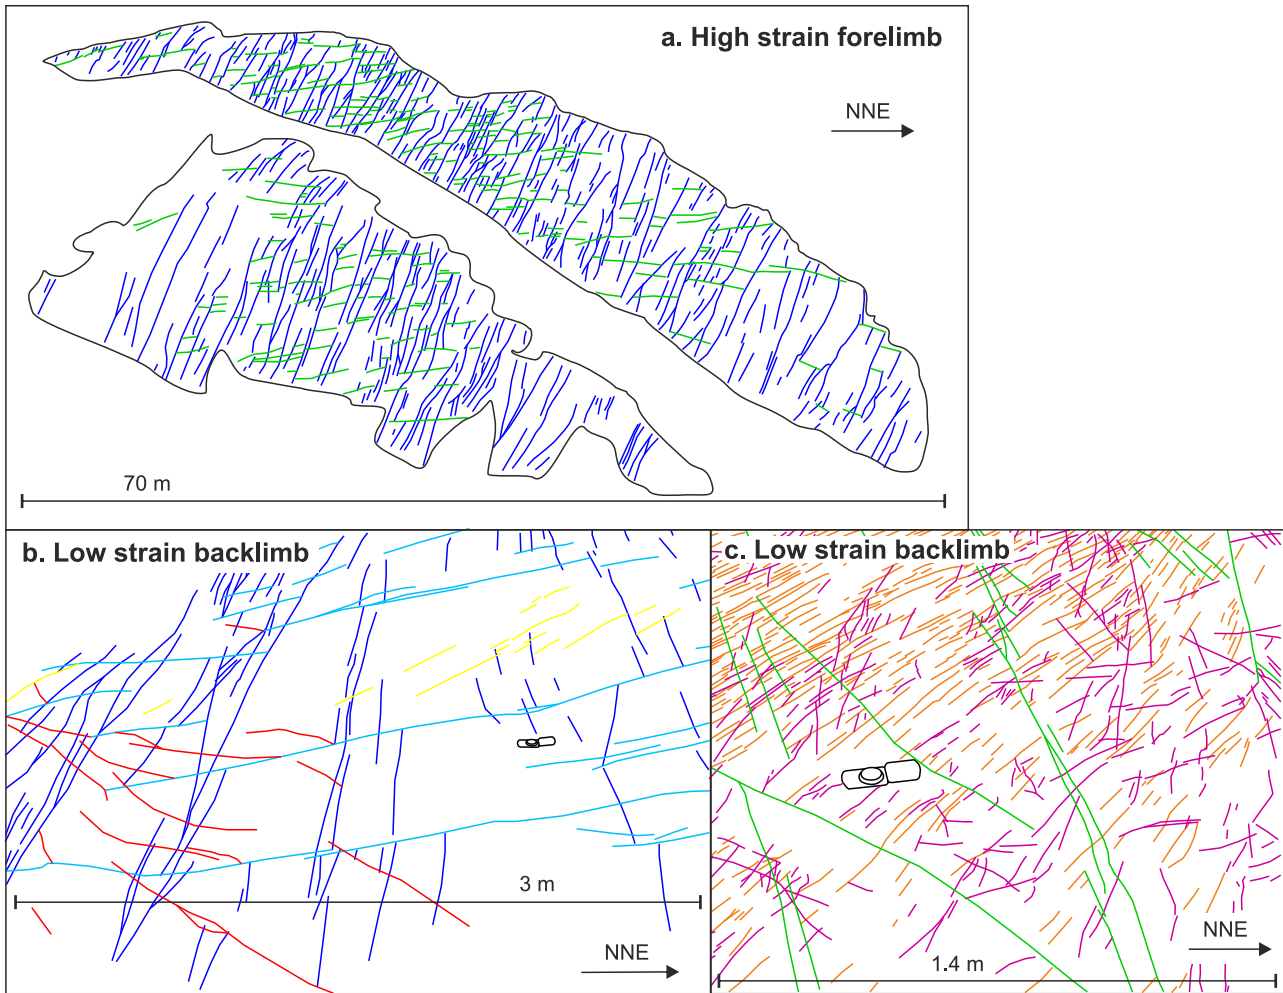 a. High strain forelimb
NNE
70 m
b. Low strain backlimb
3 m
NNE
c. Low strain backlimb
NNE
1.4 m